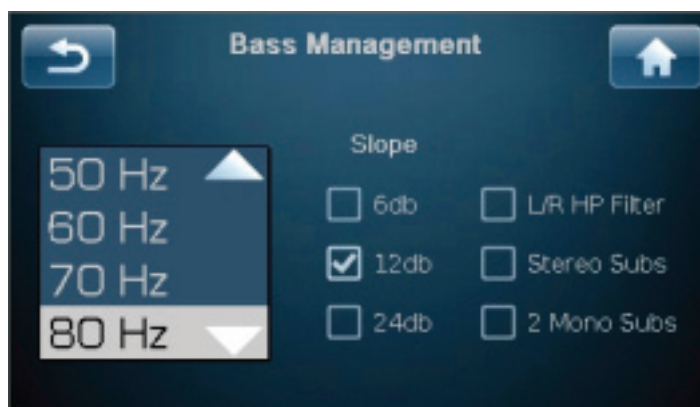 Bass Management
50 Hz
60 Hz
70 Hz
80 Hz
Slope
6db
12db
24db
L/R HP Filter
Stereo Subs
2 Mono Subs